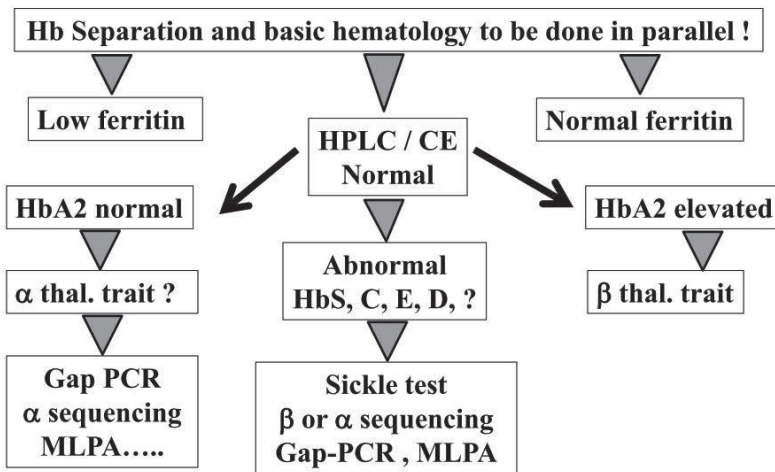 Hb Separation and basic hematology to be done in parallel !
Low ferritin
Normal ferritin
HPLC / CE
Normal
HbA2 normal
HbA2 elevated
Abnormal
HbS, C, E, D, ?
α thal. trait ?
β thal. trait
Gap PCR
α sequencing
MLPA…..
Sickle test
β or α sequencing
Gap-PCR , MLPA